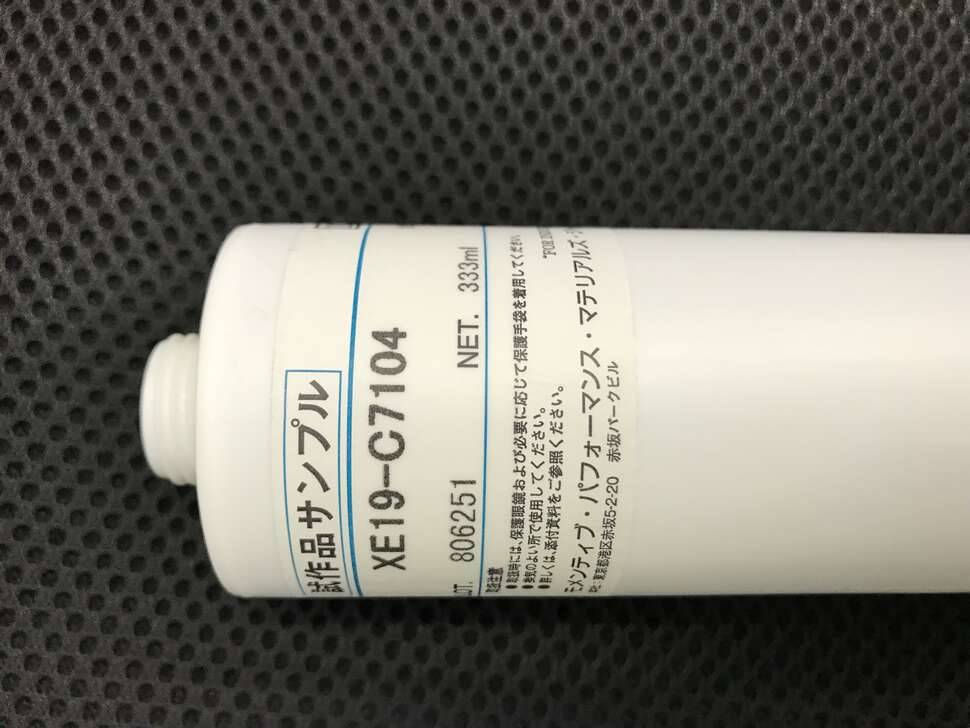 試作品サンプル
XE19-C7104
LOT. 806251 NET. 333ml
取扱注意
●取扱時には、保護眼鏡および必要に応じて保護手袋を着用してください
●換気のよい所で使用してください。
●詳しくは、添付資料をご参照ください。
"FOR
モメンティブ・パフォーマンス・マテリアルズ・
東京都港区赤坂5-2-20 赤坂パークビル